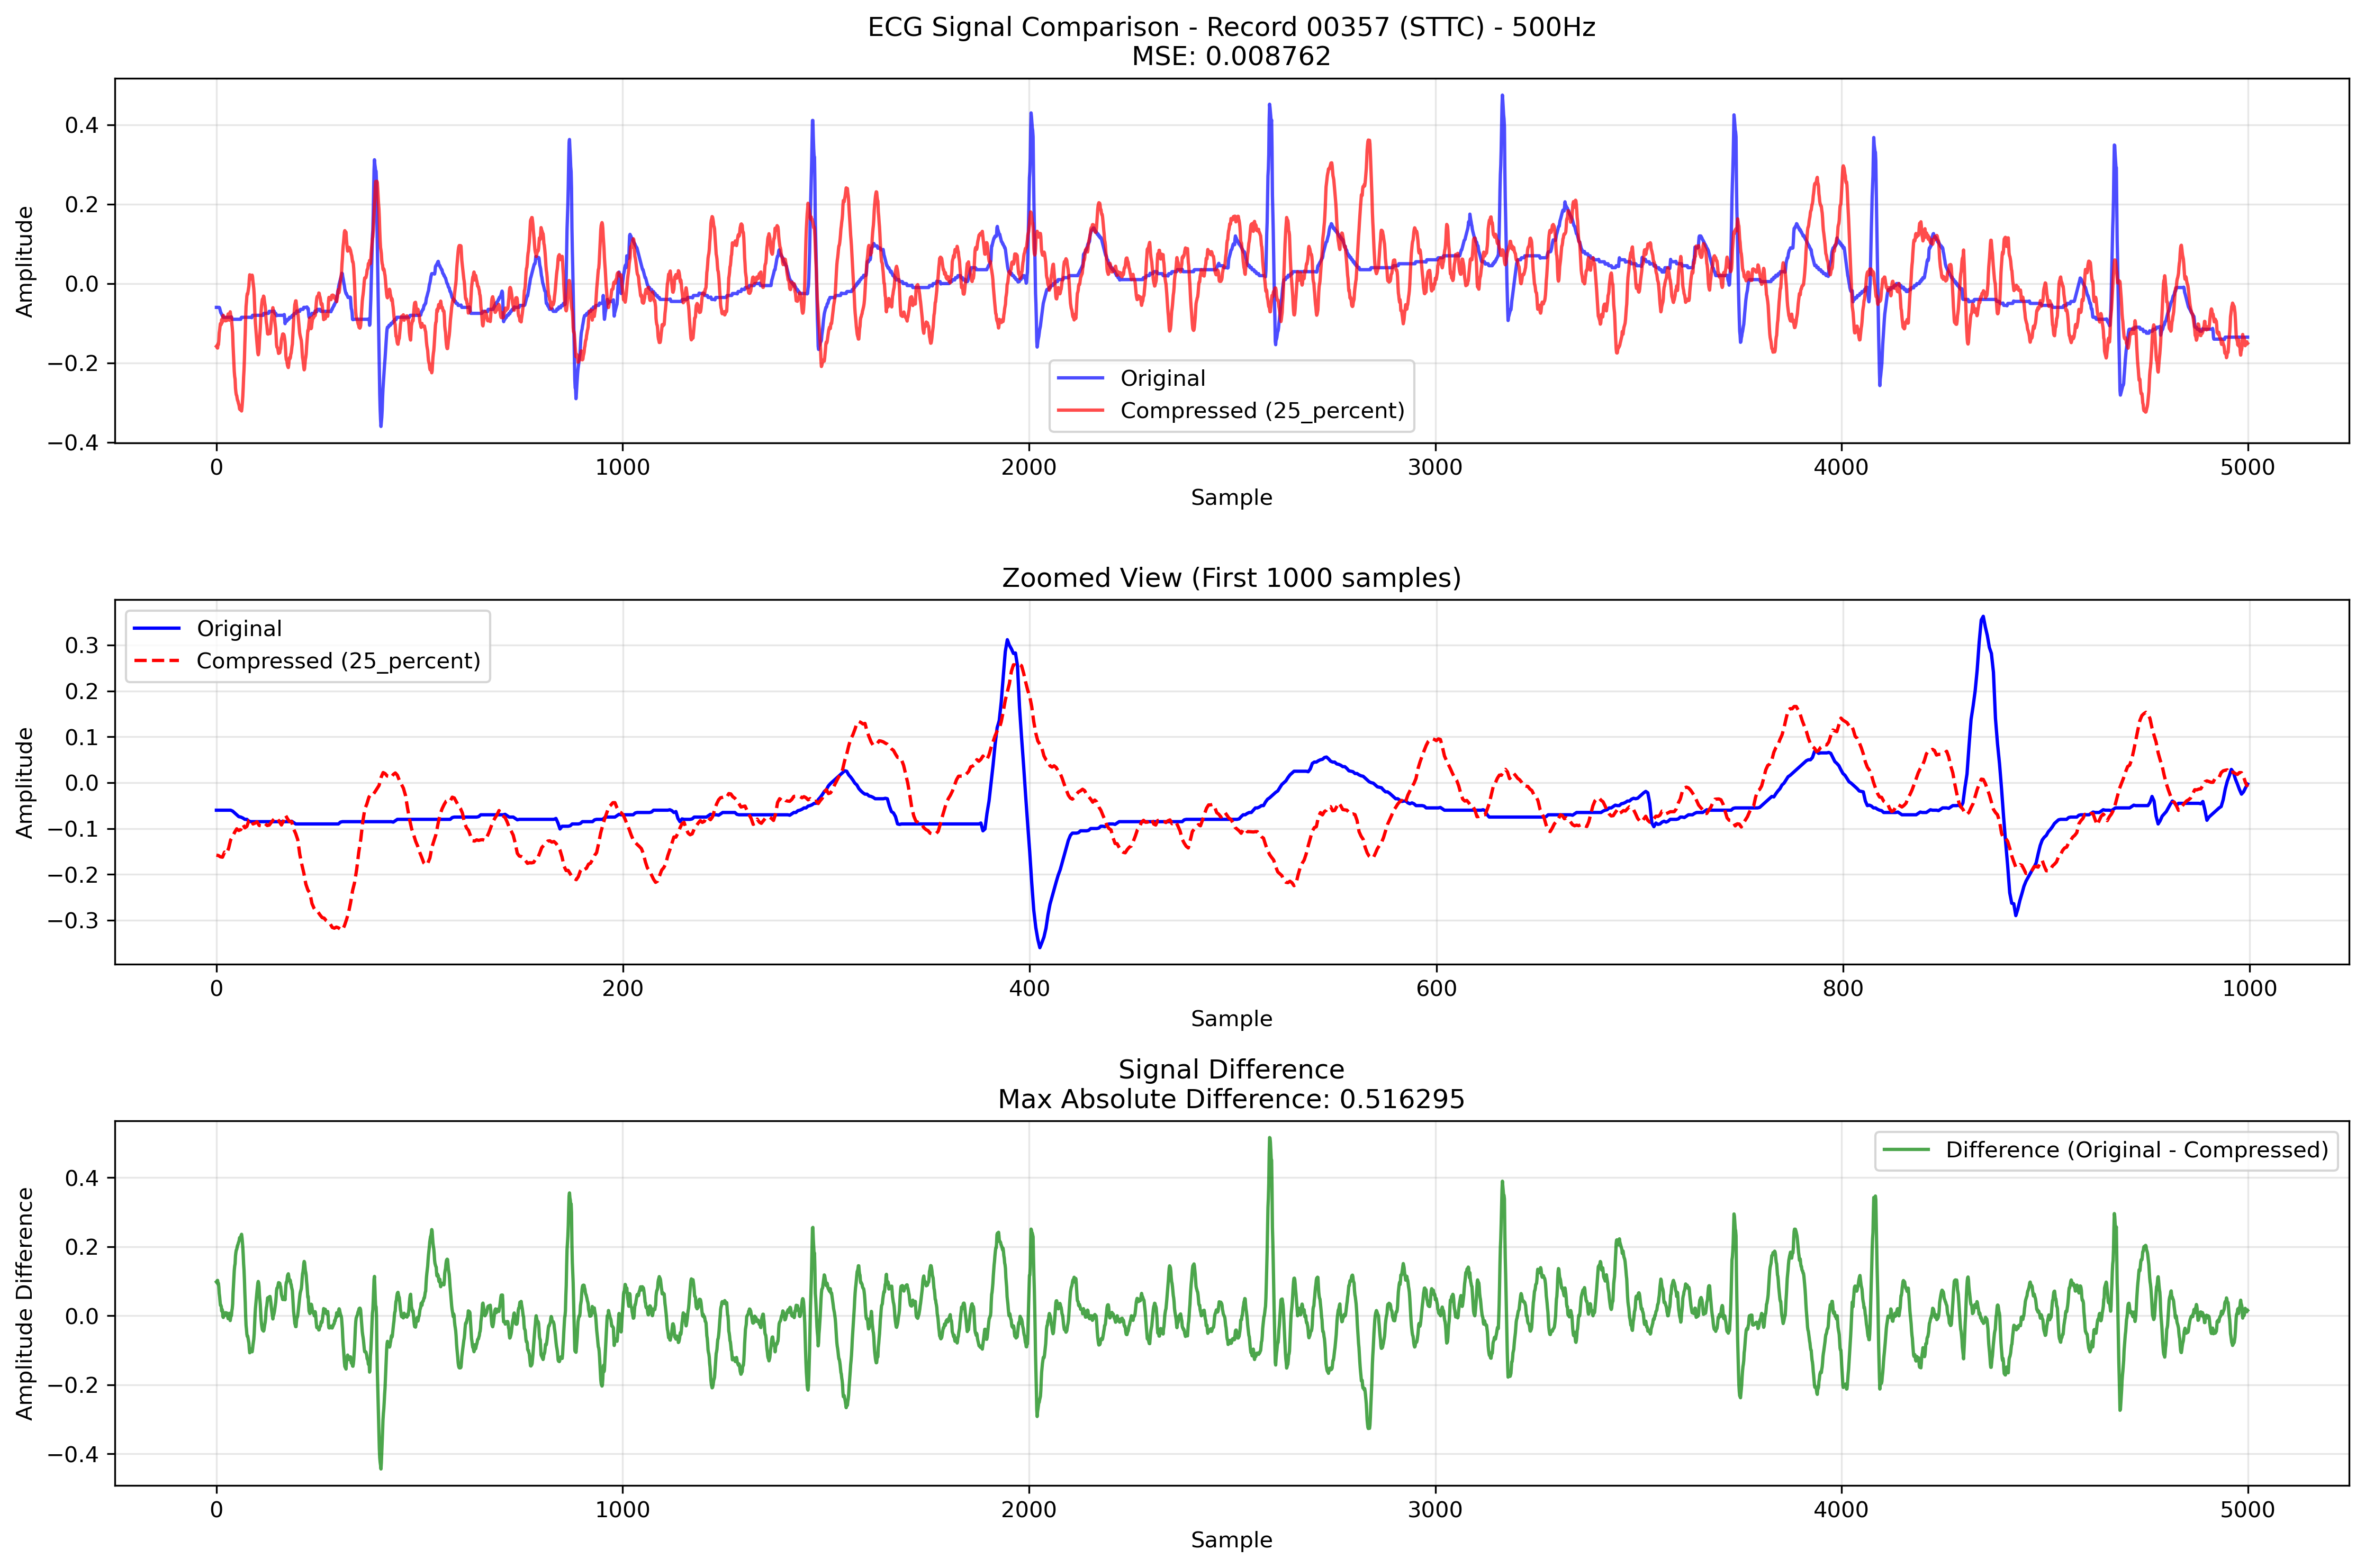 ECG Signal Comparison - Record 00357 (STTC) - 500Hz
MSE: 0.008762
Amplitude
0.4
0.2
0.0
−0.2
−0.4
Original
Compressed (25_percent)
0 1000 2000 3000 4000 5000
Sample
Zoomed View (First 1000 samples)
Amplitude
0.3
0.2
0.1
0.0
−0.1
−0.2
−0.3
Original
Compressed (25_percent)
0 200 400 600 800 1000
Sample
Signal Difference
Max Absolute Difference: 0.516295
Amplitude Difference
0.4
0.2
0.0
−0.2
−0.4
Difference (Original - Compressed)
0 1000 2000 3000 4000 5000
Sample